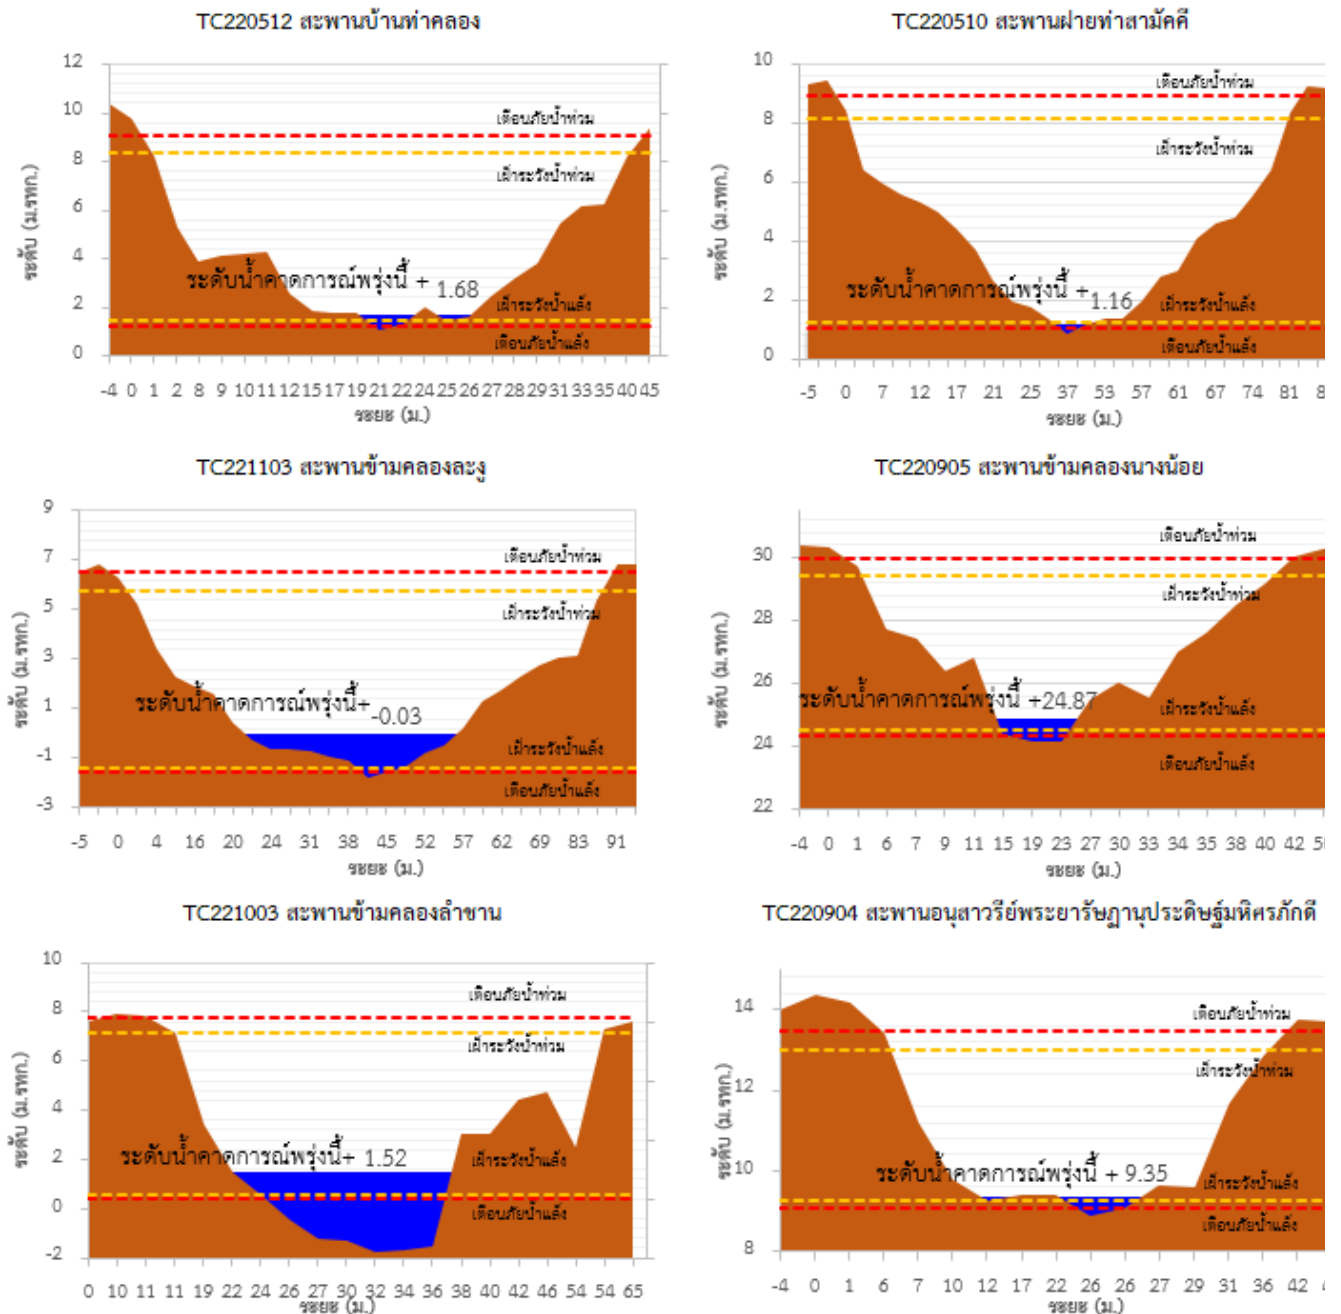 TC220512 สะพานบ้านท่าคลอง
ระดับ (ม.รทก.)
12
10
8
6
4
2
0
เตือนภัยน้ำท่วม
เฝ้าระวังน้ำท่วม
ระดับน้ำคาดการณ์พรุ่งนี้ + 1.68
เฝ้าระวังน้ำแล้ง
เตือนภัยน้ำแล้ง
-4 0 1 2 8 9 10 11 12 15 17 19 21 22 24 25 26 27 28 29 31 33 35 40 45
ระยะ (ม.)
TC220510 สะพานฝายท่าสามัคคี
ระดับ (ม.รทก.)
10
8
6
4
2
0
เตือนภัยน้ำท่วม
เฝ้าระวังน้ำท่วม
ระดับน้ำคาดการณ์พรุ่งนี้ + 1.16
เฝ้าระวังน้ำแล้ง
เตือนภัยน้ำแล้ง
-5 0 7 12 17 21 25 37 53 57 61 67 74 81
ระยะ (ม.)
TC221103 สะพานข้ามคลองละงู
ระดับ (ม.รทก.)
9
7
5
3
1
-1
-3
เตือนภัยน้ำท่วม
เฝ้าระวังน้ำท่วม
ระดับน้ำคาดการณ์พรุ่งนี้+ -0.03
เฝ้าระวังน้ำแล้ง
เตือนภัยน้ำแล้ง
-5 0 4 16 20 24 31 38 45 52 57 62 69 83 91
ระยะ (ม.)
TC220905 สะพานข้ามคลองนางน้อย
ระดับ (ม.รทก.)
30
28
26
24
22
เตือนภัยน้ำท่วม
เฝ้าระวังน้ำท่วม
ระดับน้ำคาดการณ์พรุ่งนี้ +24.87
เฝ้าระวังน้ำแล้ง
เตือนภัยน้ำแล้ง
-4 0 1 6 7 9 11 15 19 23 27 30 33 34 35 38 40 42
ระยะ (ม.)
TC221003 สะพานข้ามคลองลำชาน
ระดับ (ม.รทก.)
10
8
6
4
2
0
-2
เตือนภัยน้ำท่วม
เฝ้าระวังน้ำท่วม
ระดับน้ำคาดการณ์พรุ่งนี้+ 1.52
เฝ้าระวังน้ำแล้ง
เตือนภัยน้ำแล้ง
0 10 11 11 19 22 24 26 27 30 32 34 36 38 40 42 46 54 54 65
ระยะ (ม.)
TC220904 สะพานอนุสาวรีย์พระยารัษฎานุประดิษฐ์มหิศรภักดี
ระดับ (ม.รทก.)
14
12
10
8
เตือนภัยน้ำท่วม
เฝ้าระวังน้ำท่วม
ระดับน้ำคาดการณ์พรุ่งนี้ + 9.35
เฝ้าระวังน้ำแล้ง
เตือนภัยน้ำแล้ง
-4 0 1 6 7 10 12 17 22 26 26 27 29 31 36 42
ระยะ (ม.)